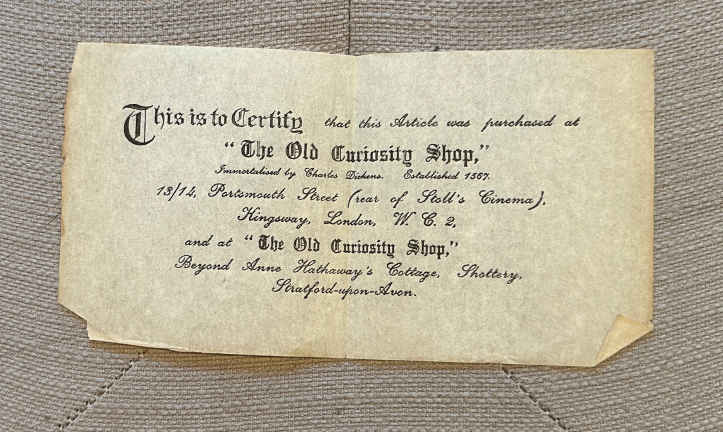 This is to Certify that this Article was purchased at
“The Old Curiosity Shop,”
Immortalised by Charles Dickens. Established 1567.
13/14, Portsmouth Street (rear of Stoll's Cinema),
Kingsway, London, W. C. 2,
and at “The Old Curiosity Shop,”
Beyond Anne Hathaway's Cottage, Shottery,
Stratford-upon-Avon.